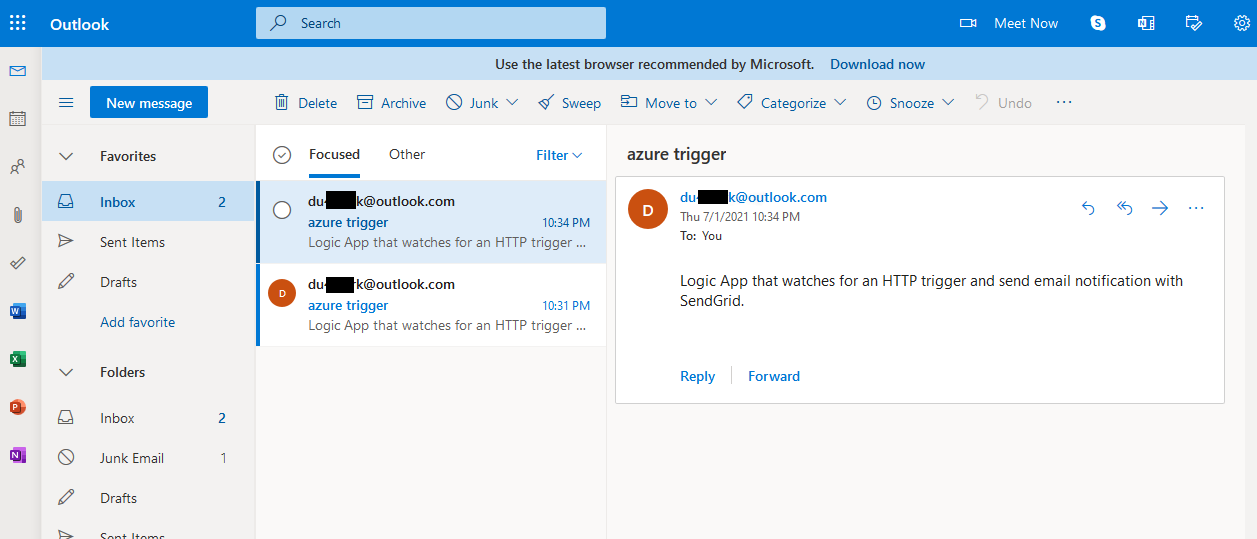 Outlook
Search
Meet Now
Use the latest browser recommended by Microsoft. Download now
New message
Delete
Archive
Junk
Sweep
Move to
Categorize
Snooze
Undo
Favorites
Inbox 2
Sent Items
Drafts
Add favorite
Folders
Inbox 2
Junk Email 1
Drafts
Sent Items
Focused
Other
Filter
du k@outlook.com
azure trigger 10:34 PM
Logic App that watches for an HTTP trigger ...
D
du rk@outlook.com
azure trigger 10:31 PM
Logic App that watches for an HTTP trigger ...
azure trigger
D
du k@outlook.com
Thu 7/1/2021 10:34 PM
To: You
Logic App that watches for an HTTP trigger and send email notification with
SendGrid.
Reply
Forward